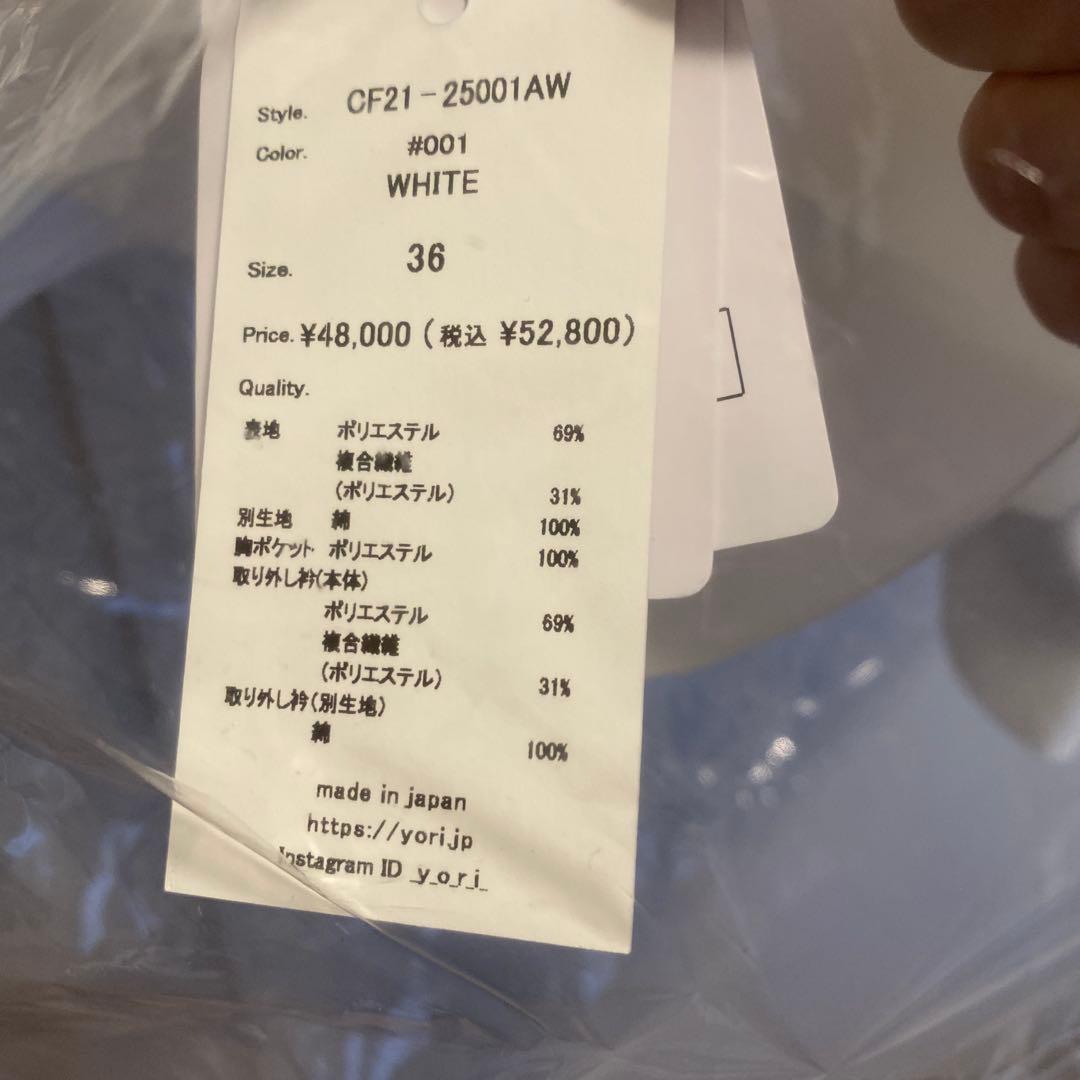 Style. CF21-25001AW
Color. #001
WHITE
Size. 36
Price. ¥48,000 (税込 ¥52,800)
Quality.
表地 ポリエステル 69%
複合繊維
(ポリエステル) 31%
別生地 綿 100%
胸ポケット ポリエステル 100%
取り外し衿(本体)
ポリエステル 69%
複合繊維
(ポリエステル) 31%
取り外し衿(別生地)
綿 100%
made in japan
https://yori.jp
Instagram ID _y_o_r_i_